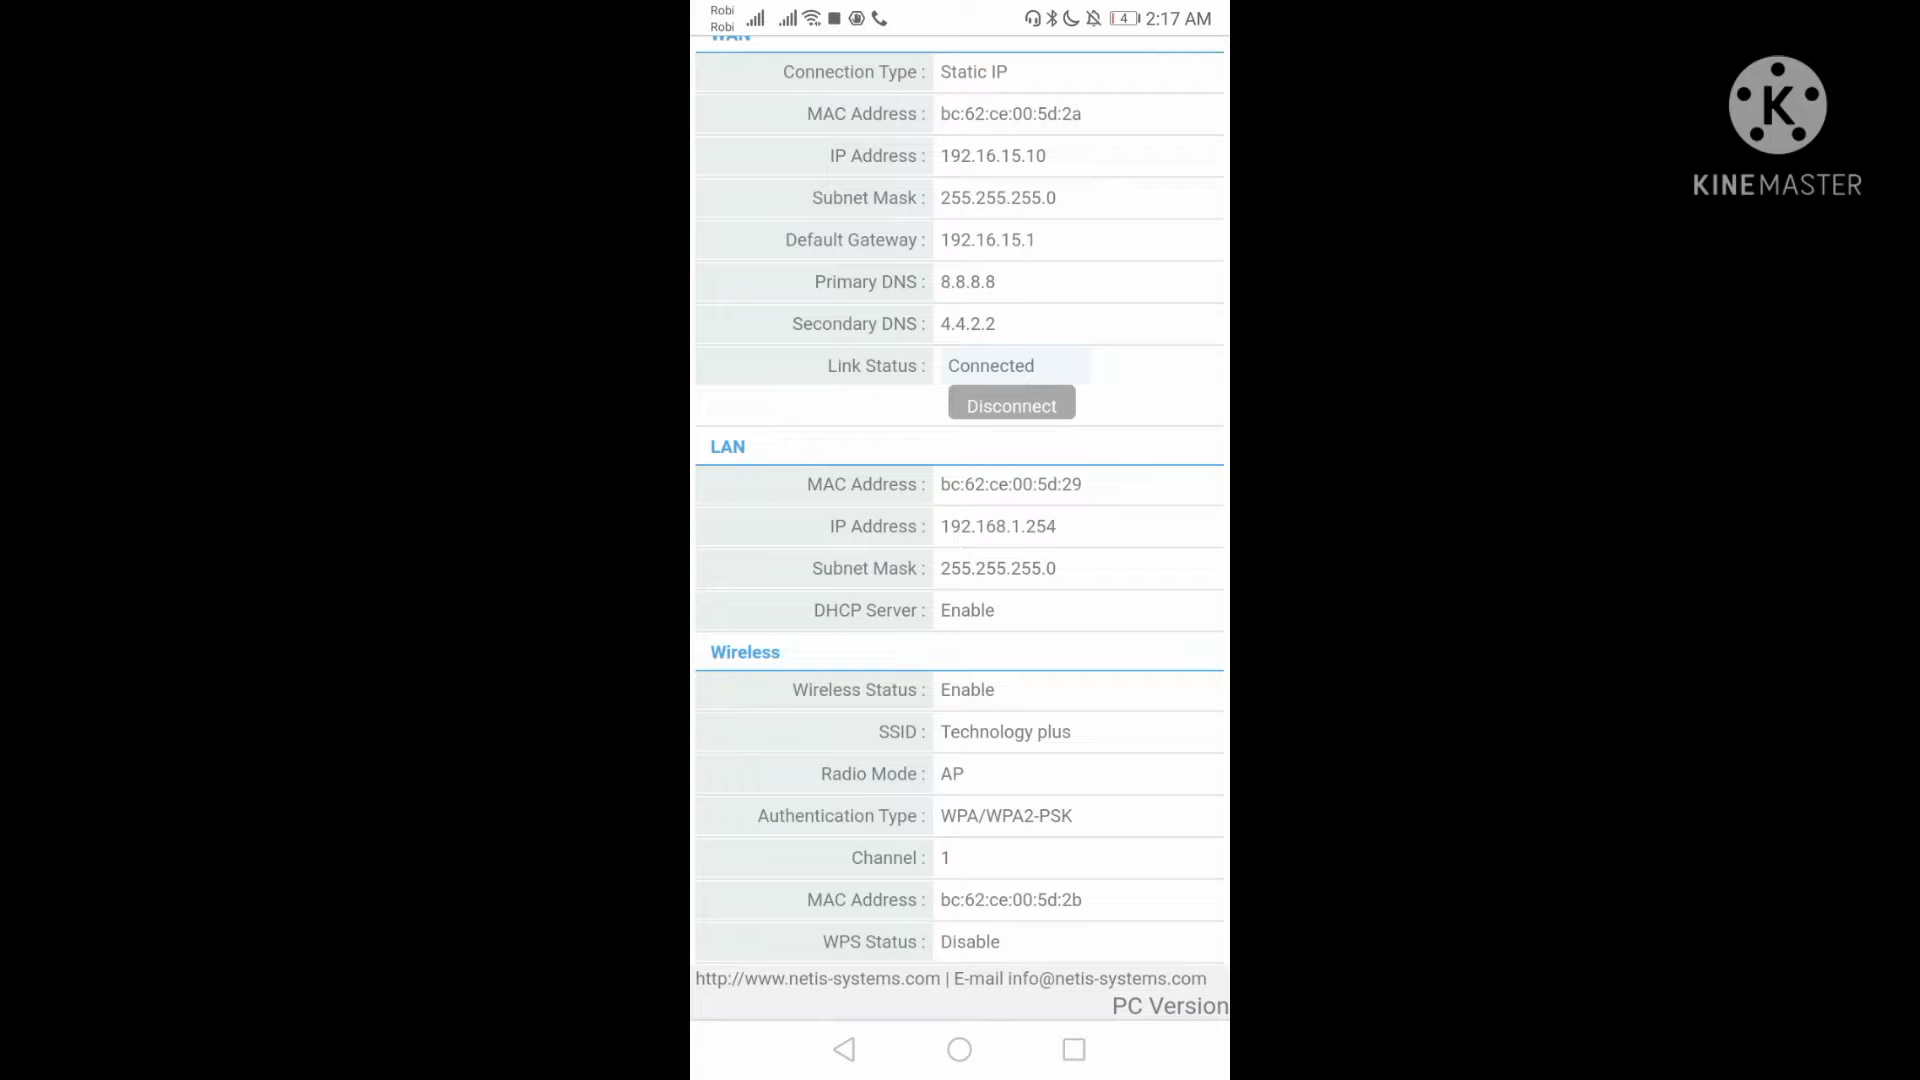 Robi
Robi
4 2:17 AM
WAN
Connection Type : Static IP
MAC Address : bc:62:ce:00:5d:2a
IP Address : 192.16.15.10
Subnet Mask : 255.255.255.0
Default Gateway : 192.16.15.1
Primary DNS : 8.8.8.8
Secondary DNS : 4.4.2.2
Link Status : Connected
Disconnect
LAN
MAC Address : bc:62:ce:00:5d:29
IP Address : 192.168.1.254
Subnet Mask : 255.255.255.0
DHCP Server : Enable
Wireless
Wireless Status : Enable
SSID : Technology plus
Radio Mode : AP
Authentication Type : WPA/WPA2-PSK
Channel : 1
MAC Address : bc:62:ce:00:5d:2b
WPS Status : Disable
http://www.netis-systems.com | E-mail info@netis-systems.com
PC Version
K
KINEMASTER